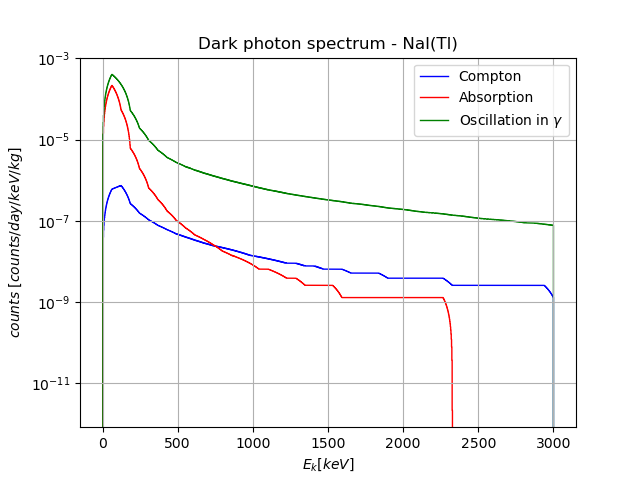 Dark photon spectrum - NaI(Tl)
Compton
Absorption
Oscillation in γ
10⁻³
10⁻⁵
10⁻⁷
10⁻⁹
10⁻¹¹
counts [counts/day/keV/kg]
0 500 1000 1500 2000 2500 3000
Eₖ[keV]